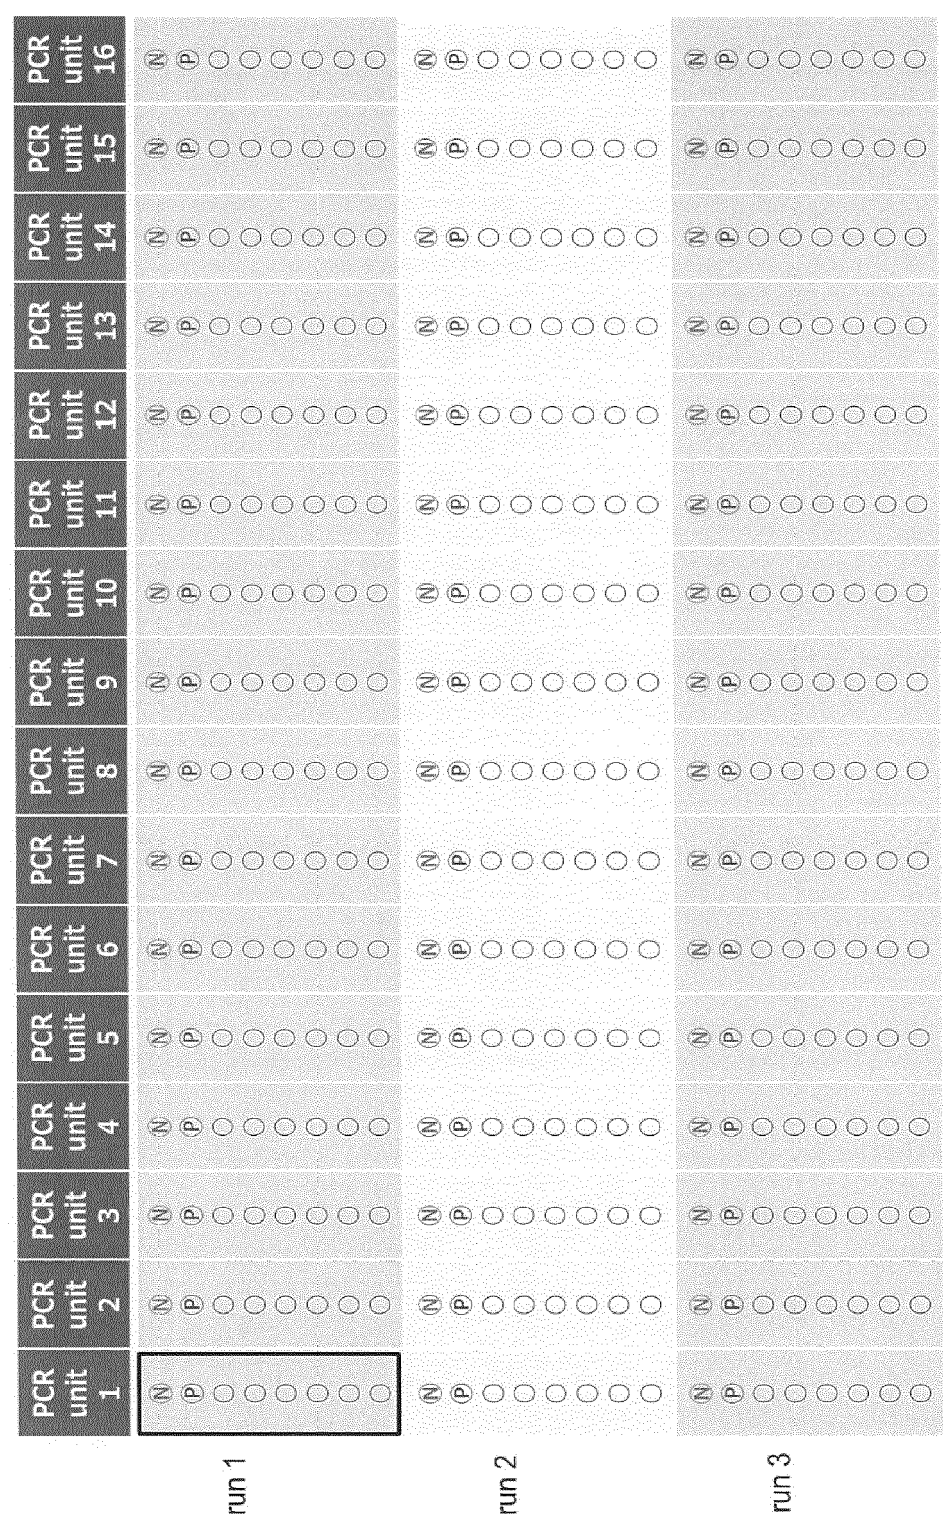 PCR PCR PCR PCR PCR PCR PCR PCR PCR PCR PCR PCR PCR PCR PCR PCR
unit unit unit unit unit unit unit unit unit unit unit unit unit unit unit unit
1 2 3 4 5 6 7 8 9 10 11 12 13 14 15 16
N N N N N N N N N N N N N N N N
P P P P P P P P P P P P P P P P
run 1
N N N N N N N N N N N N N N N N
P P P P P P P P P P P P P P P P
run 2
N N N N N N N N N N N N N N N N
P P P P P P P P P P P P P P P P
run 3